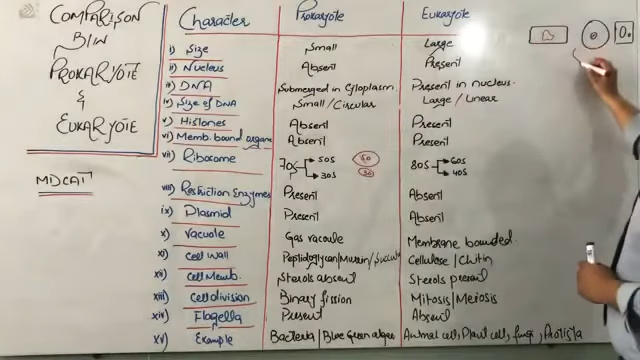 COMPARISON
B/W
PROKARYOTE
&
EUKARYOTE
MDCAT
Character Prokaryote Eukaryote
i) Size Small Large
ii) Nucleus Absent Present
iii) DNA Submerged in Cytoplasm Present in nucleus.
iv) Size of DNA Small/Circular Large/Linear
v) Histones Absent Present
vi) Memb. bound organe Absent Present
vii) Ribosome 70s 50S 30S 50 30 80S 60S 40S
viii) Restriction Enzymes Present Absent
ix) Plasmid Present Absent
x) Vacuole Gas vacoule Membrane bounded.
xi) Cell Wall Peptidoglycan/Murein/ Cellulose/Chitin
xii) Cell Memb. Sterols absent Sterols present
xiii) Cell division Binary fission Mitosis/Meiosis
xiv) Flagella Present Absent
xv) Example Bacteria/Blue Green algae Animal cell, Plant cell, fungi, Protista